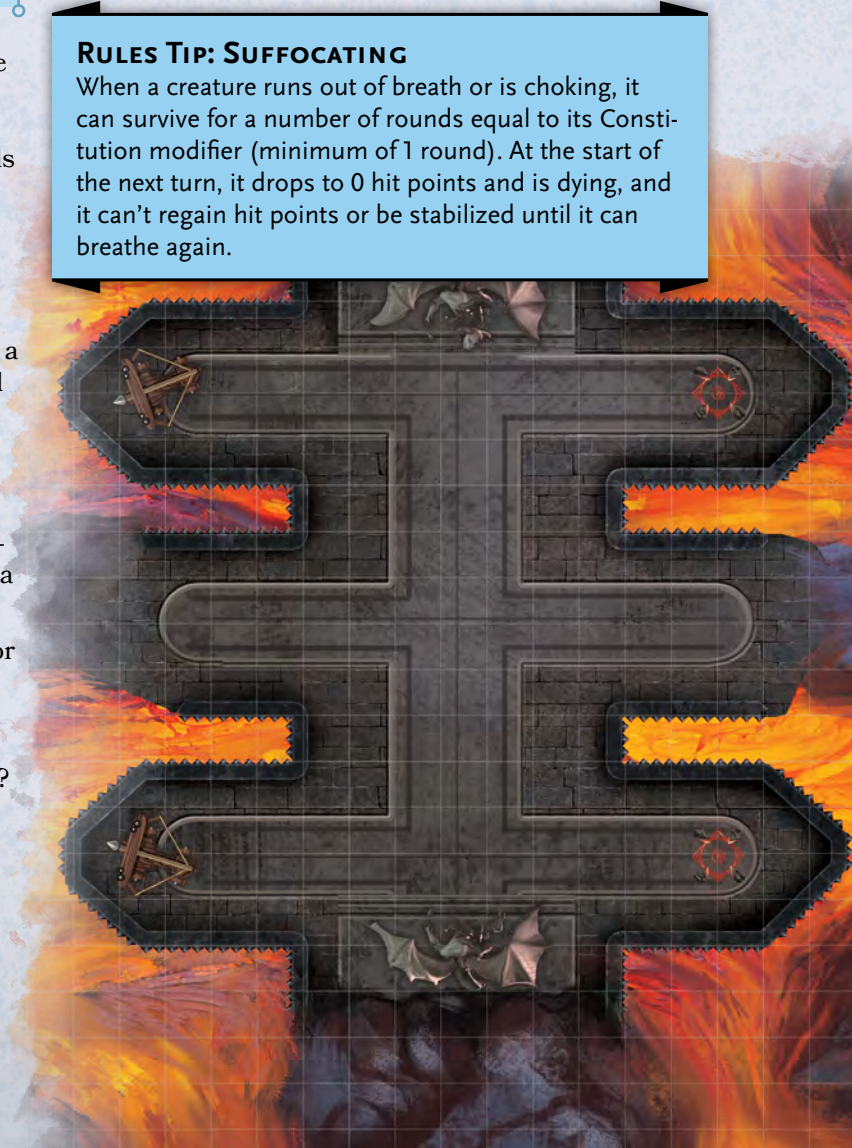 RULES TIP: SUFFOCATING
When a creature runs out of breath or is choking, it
can survive for a number of rounds equal to its Consti-
tution modifier (minimum of 1 round). At the start of
the next turn, it drops to 0 hit points and is dying, and
it can't regain hit points or be stabilized until it can
breathe again.
a
a
or
?